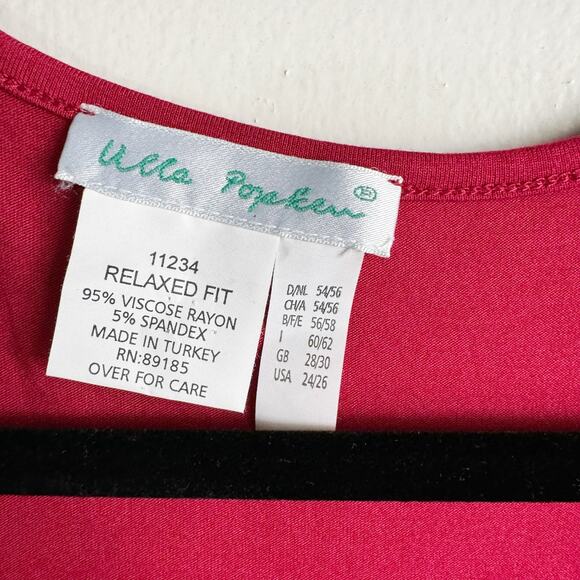 Ulla Popken ®
11234
RELAXED FIT
95% VISCOSE RAYON
5% SPANDEX
MADE IN TURKEY
RN:89185
OVER FOR CARE
D/NL 54/56
CH/A 54/56
B/F/E 56/58
I 60/62
GB 28/30
USA 24/26